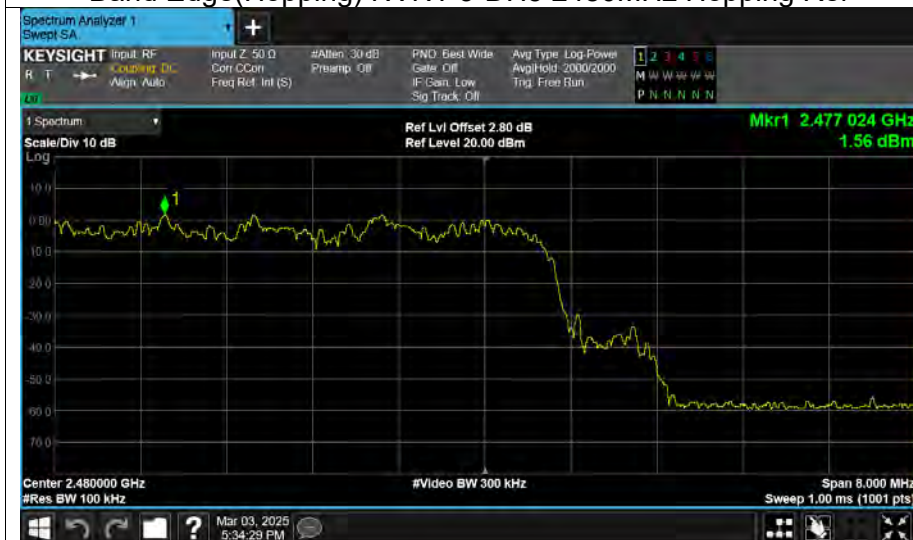 Spectrum Analyzer 1
Swept SA
+
KEYSIGHT Input: RF Input Z: 50 Ω #Atten: 30 dB PNO: Best Wide Avg Type: Log-Power 1 2 3 4 5 6
R T Coupling: DC Corr CCorr Preamp: Off Gate: Off Avg|Hold: 2000/2000 M W W W W W
Align: Auto Freq Ref: Int (S) IF Gain: Low Trig: Free Run
Sig Track: Off P N N N N N
1 Spectrum Ref Lvl Offset 2.80 dB Mkr1 2.477 024 GHz
Scale/Div 10 dB Ref Level 20.00 dBm 1.56 dBm
Log
10.0
1
0.00
-10.0
-20.0
-30.0
-40.0
-50.0
-60.0
-70.0
Center 2.480000 GHz #Video BW 300 kHz Span 8.000 MHz
#Res BW 100 kHz Sweep 1.00 ms (1001 pts)
? Mar 03, 2025
5:34:29 PM